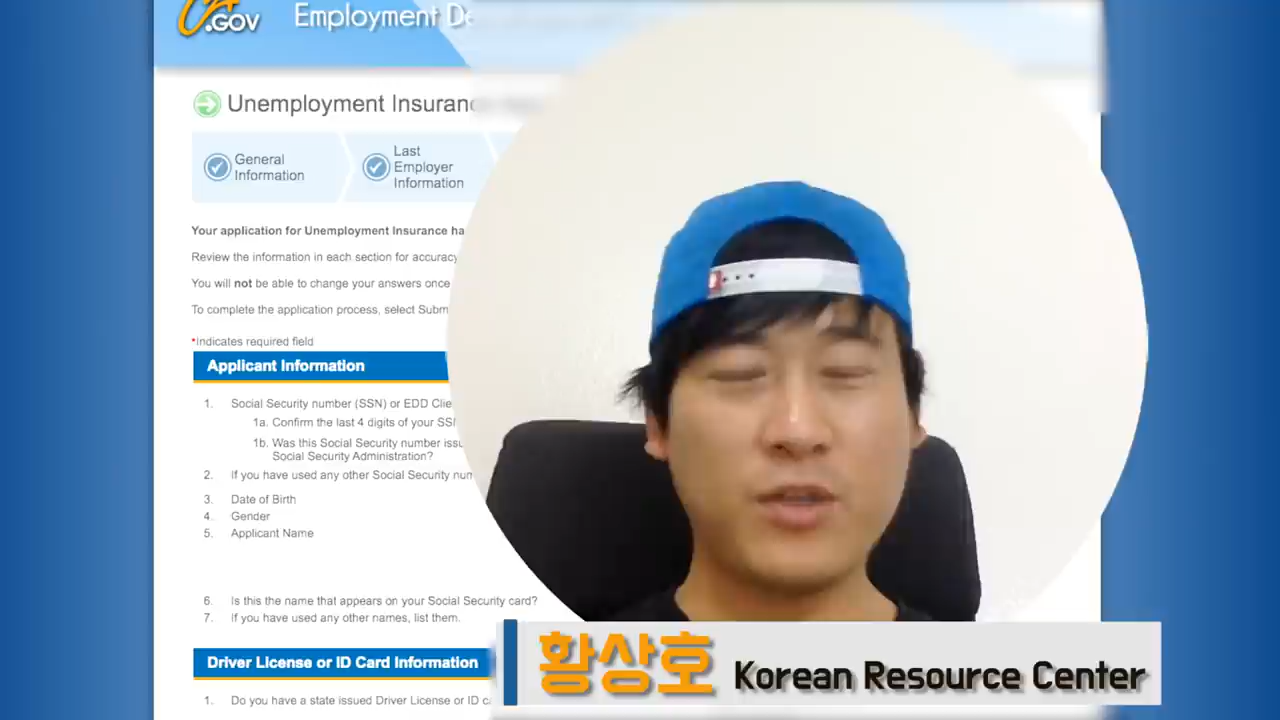 CA.GOV
Employment De
Unemployment Insurance
General Information
Last Employer Information
Your application for Unemployment Insurance ha
Review the information in each section for accuracy
You will not be able to change your answers once
To complete the application process, select Subm
*Indicates required field
Applicant Information
1. Social Security number (SSN) or EDD Clie
1a. Confirm the last 4 digits of your SS
1b. Was this Social Security number issu
Social Security Administration?
2. If you have used any other Social Security num
3. Date of Birth
4. Gender
5. Applicant Name
6. Is this the name that appears on your Social Security card?
7. If you have used any other names, list them.
Driver License or ID Card Information
1. Do you have a state issued Driver License or ID c
황상호 Korean Resource Center